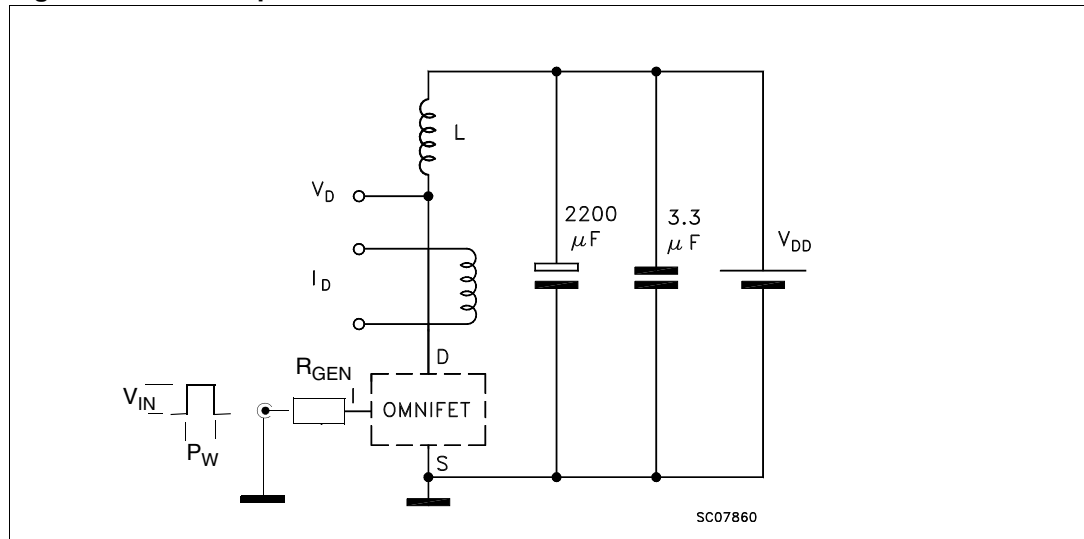 L
V_D
2200
μF
3.3
μF
V_DD
I_D
D
R_GEN
I
V_IN
OMNIFET
P_W
S
SC07860